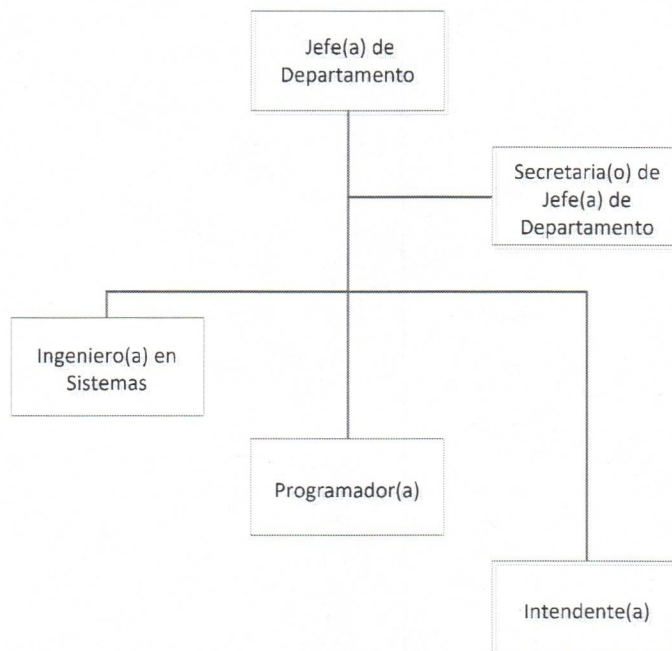 Jefe(a) de
Departamento
Secretaria(o) de
Jefe(a) de
Departamento
Ingeniero(a) en
Sistemas
Programador(a)
Intendente(a)